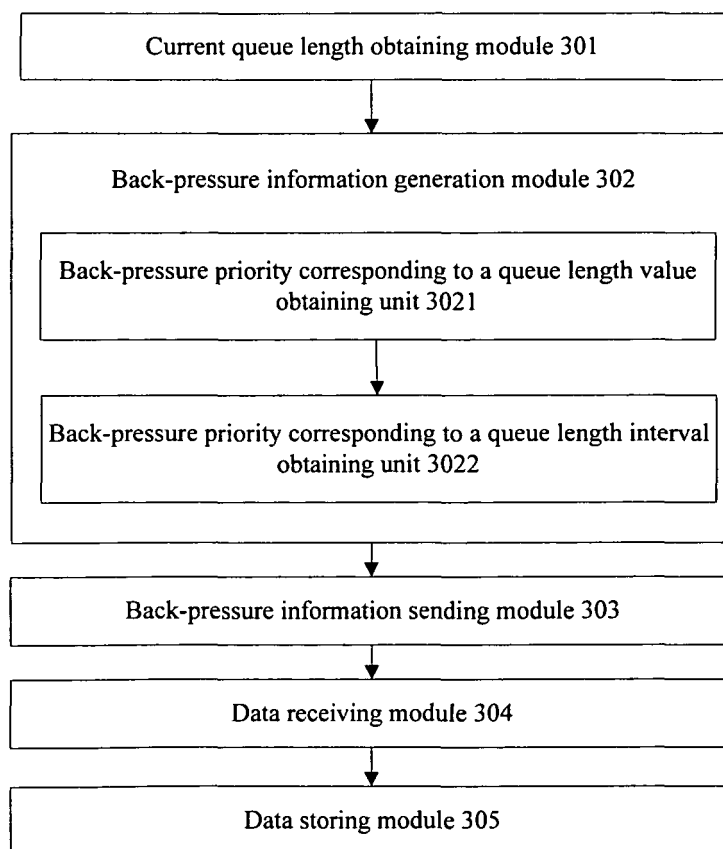 Current queue length obtaining module 301
Back-pressure information generation module 302
Back-pressure priority corresponding to a queue length value
obtaining unit 3021
Back-pressure priority corresponding to a queue length interval
obtaining unit 3022
Back-pressure information sending module 303
Data receiving module 304
Data storing module 305